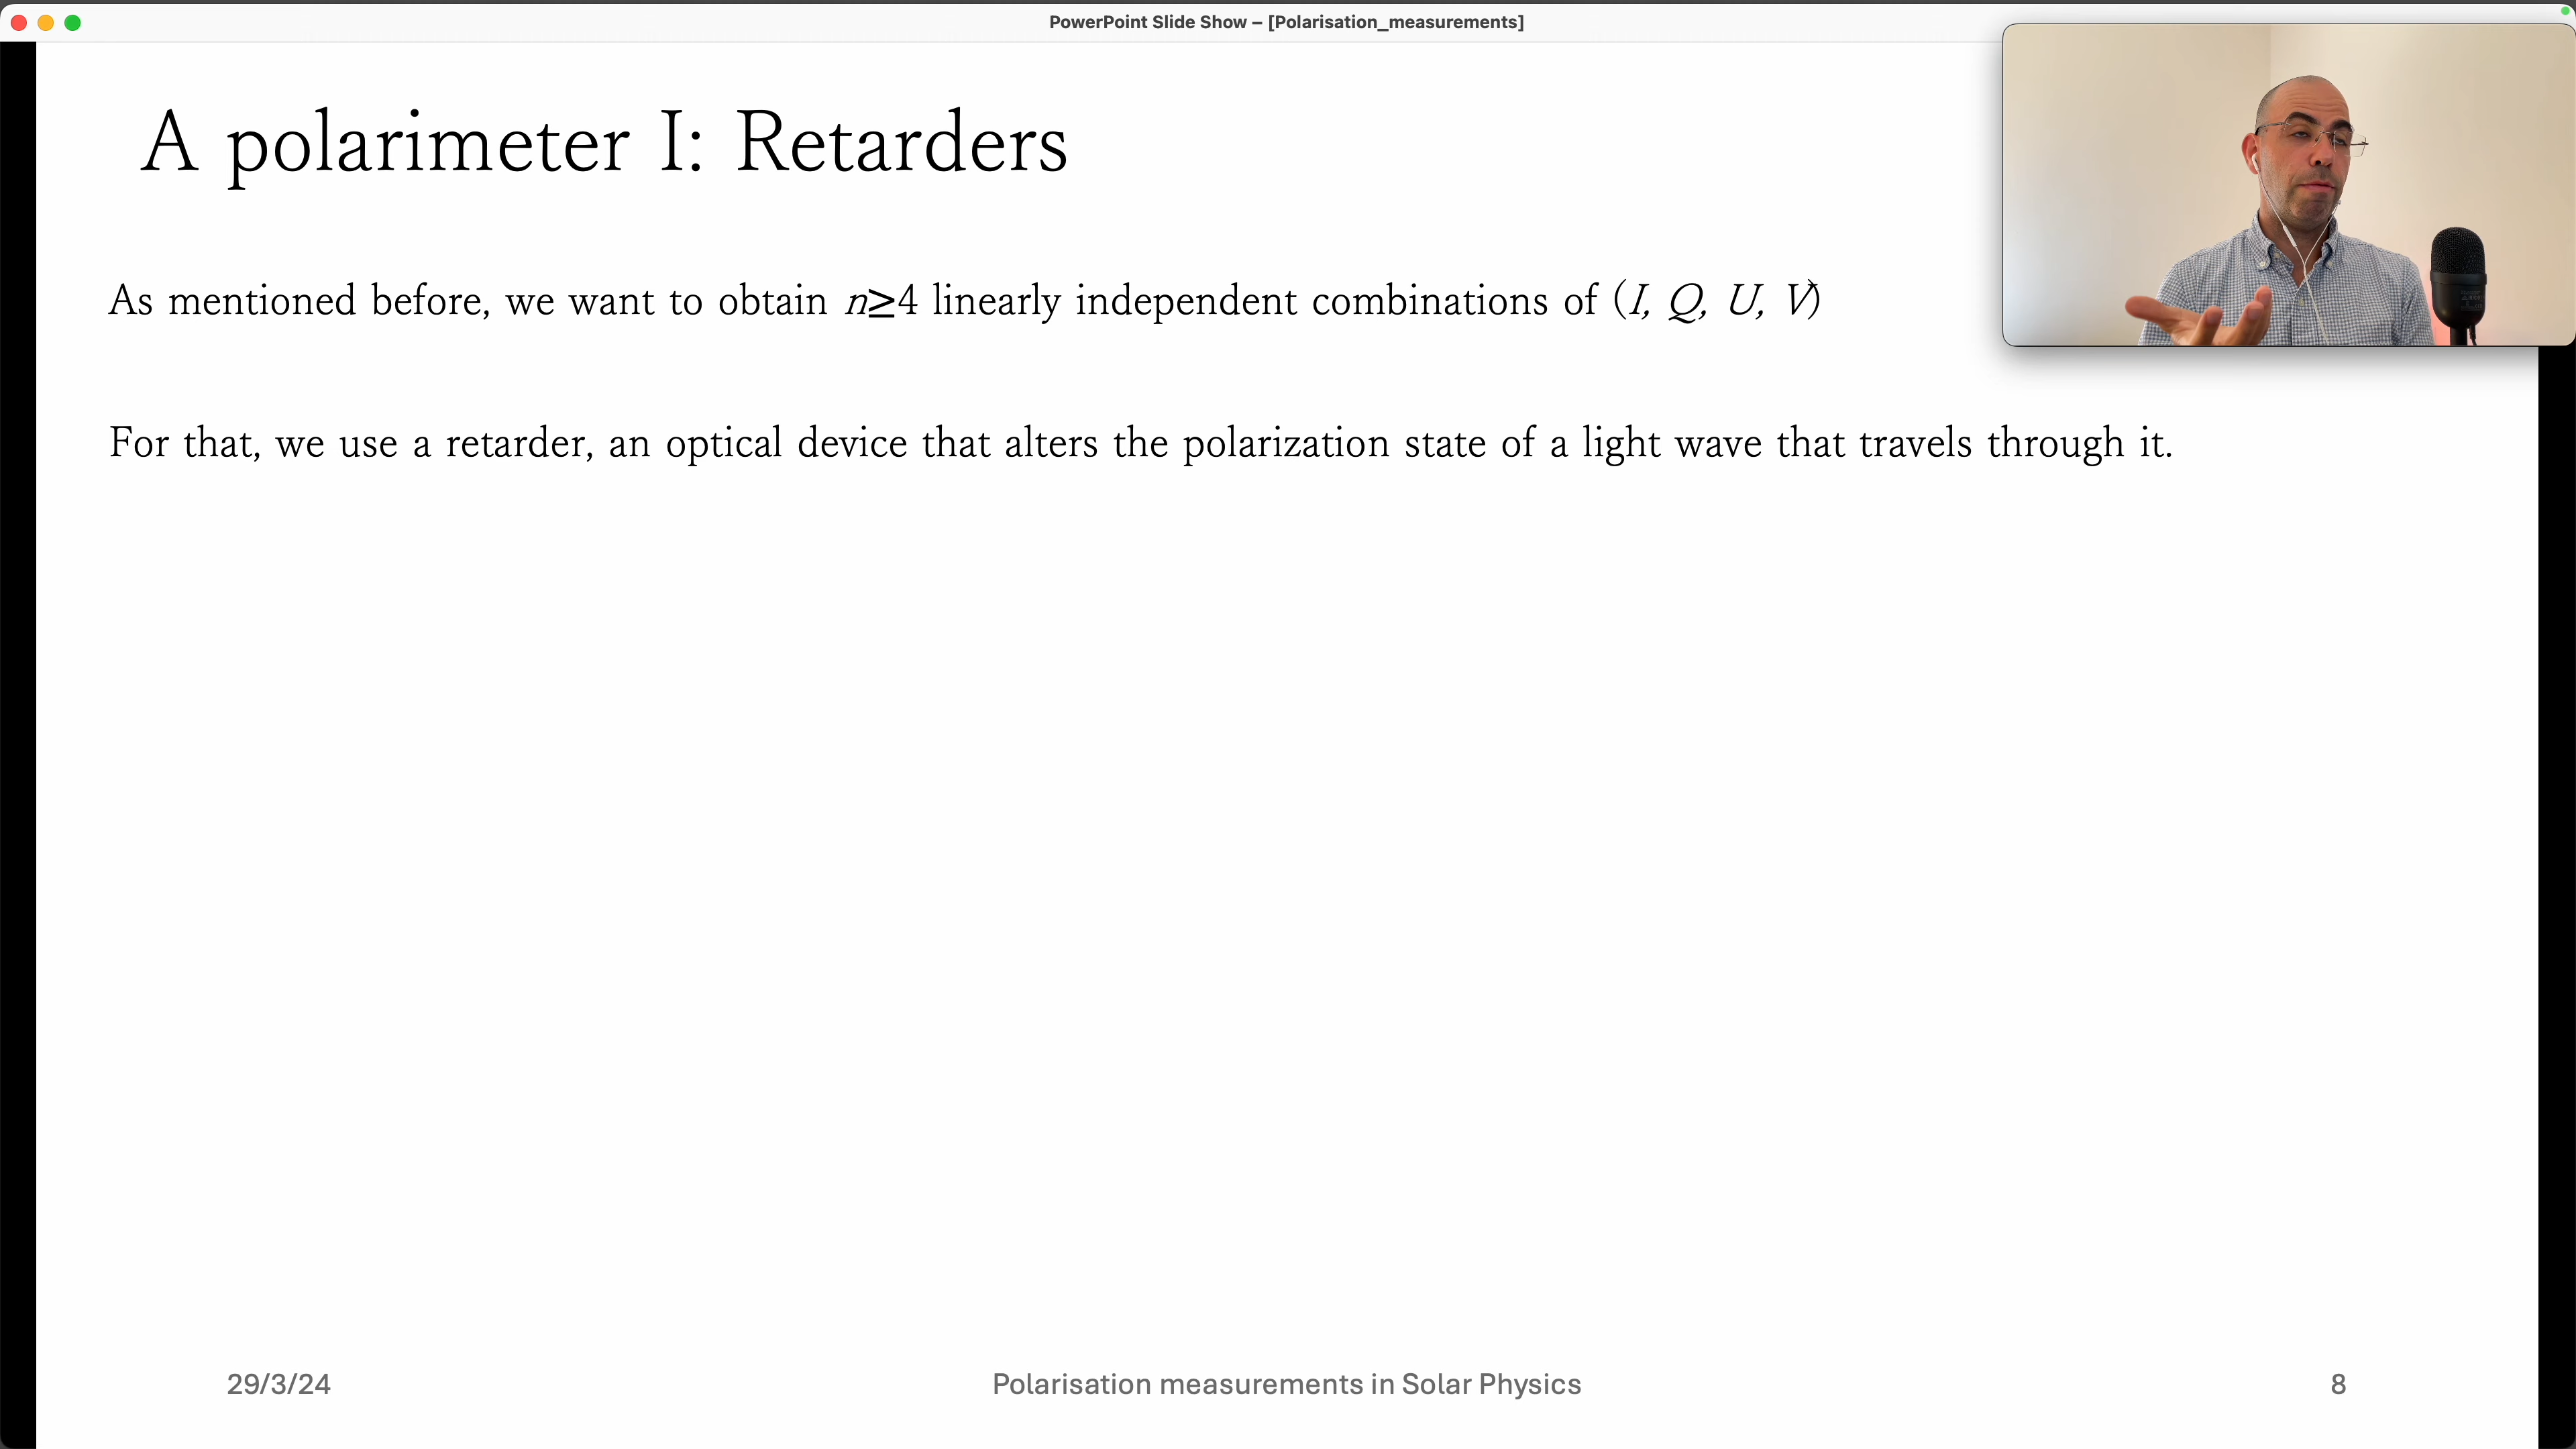 PowerPoint Slide Show – [Polarisation_measurements]
A polarimeter I: Retarders
As mentioned before, we want to obtain n≥4 linearly independent combinations of (I, Q, U, V)
For that, we use a retarder, an optical device that alters the polarization state of a light wave that travels through it.
29/3/24
Polarisation measurements in Solar Physics
8